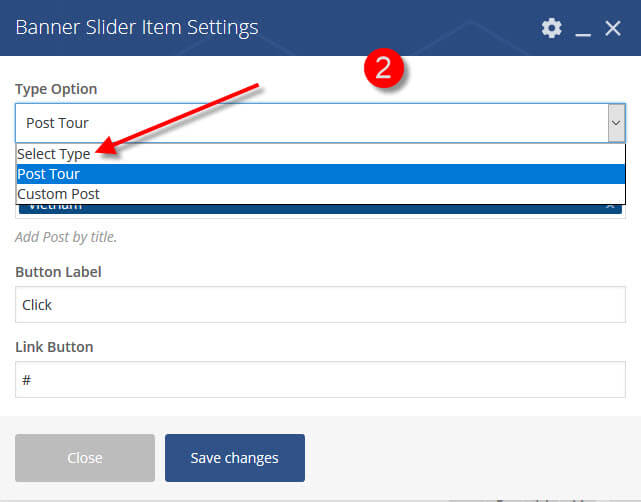 Banner Slider Item Settings
2
Type Option
Post Tour
Select Type
Post Tour
Custom Post
Vietnam
Add Post by title.
Button Label
Click
Link Button
#
Close
Save changes